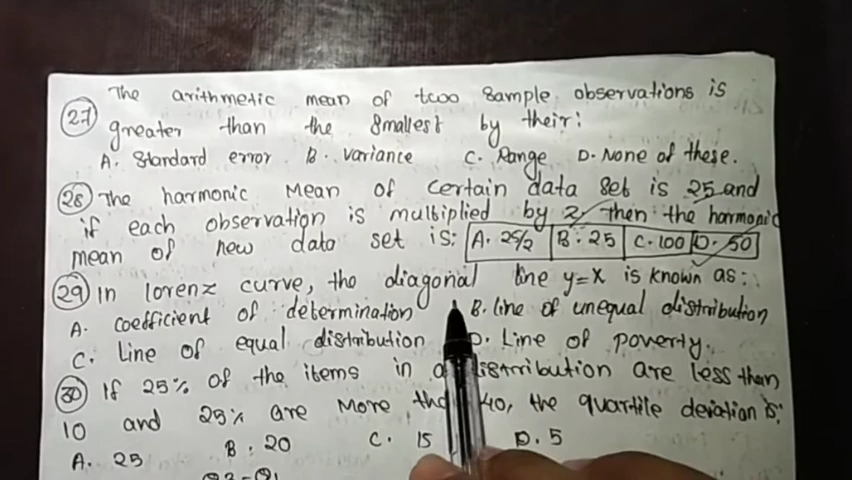 The arithmetic mean of two sample observations is
27 greater than the smallest by their:
A. Standard error B. variance C. Range D. None of these.
28 The harmonic Mean of certain data set is 25 and
if each observation is multiplied by 2, then the harmonic
mean of new data set is: A. 25/2 B. 25 C. 100 D. 50
29 In lorenz curve, the diagonal line y=x is known as:
A. coefficient of determination B. line of unequal distribution
C. Line of equal distribution D. Line of poverty.
30 If 25% of the items in a distribution are less than
10 and 25% are More than 40, the quartile deviation is:
A. 25 B. 20 C. 15 D. 5